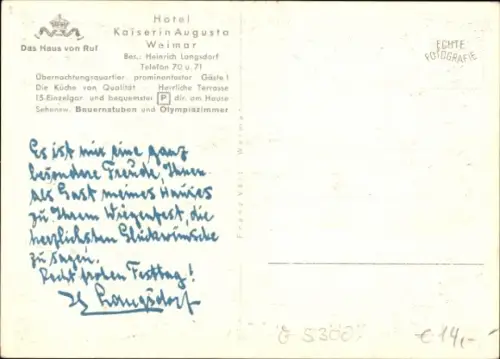 Hotel
Kaiserin Augusta
Weimar
Das Haus von Ruf
Bes.: Heinrich Langsdorf
Telefon 70 u. 71
Übernachtungsquartier prominentester Gäste!
Die Küche von Qualität Herrliche Terrasse
15 Einzelgar. und bequemster P dir. am Hause
Sehensw. Bauernstuben und Olympiazimmer
ECHTE
FOTOGRAFIE
Es ist mir eine ganz
besondere Freude, Ihnen
als Gast meines Hauses
zu Ihrem Wiegenfest, die
herzlichsten Glückwünsche
zu sagen.
Recht frohen Festtag!
Langsdorf
Weimar
€ 14,-